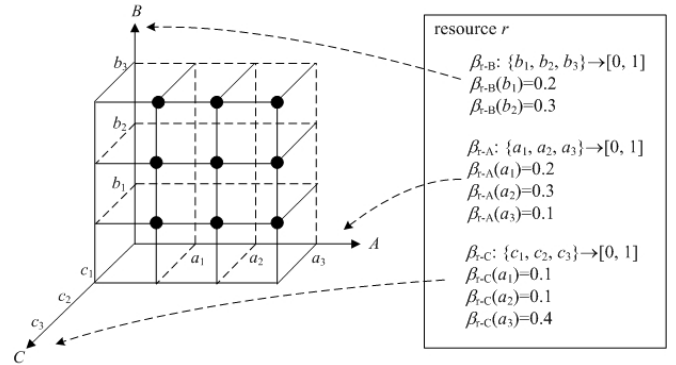 B
b₃
b₂
b₁
a₁ a₂ a₃ A
c₁
c₂
c₃
C
resource r
βr-B: {b₁, b₂, b₃}→[0, 1]
βr-B(b₁)=0.2
βr-B(b₂)=0.3
βr-A: {a₁, a₂, a₃}→[0, 1]
βr-A(a₁)=0.2
βr-A(a₂)=0.3
βr-A(a₃)=0.1
βr-C: {c₁, c₂, c₃}→[0, 1]
βr-C(a₁)=0.1
βr-C(a₂)=0.1
βr-C(a₃)=0.4